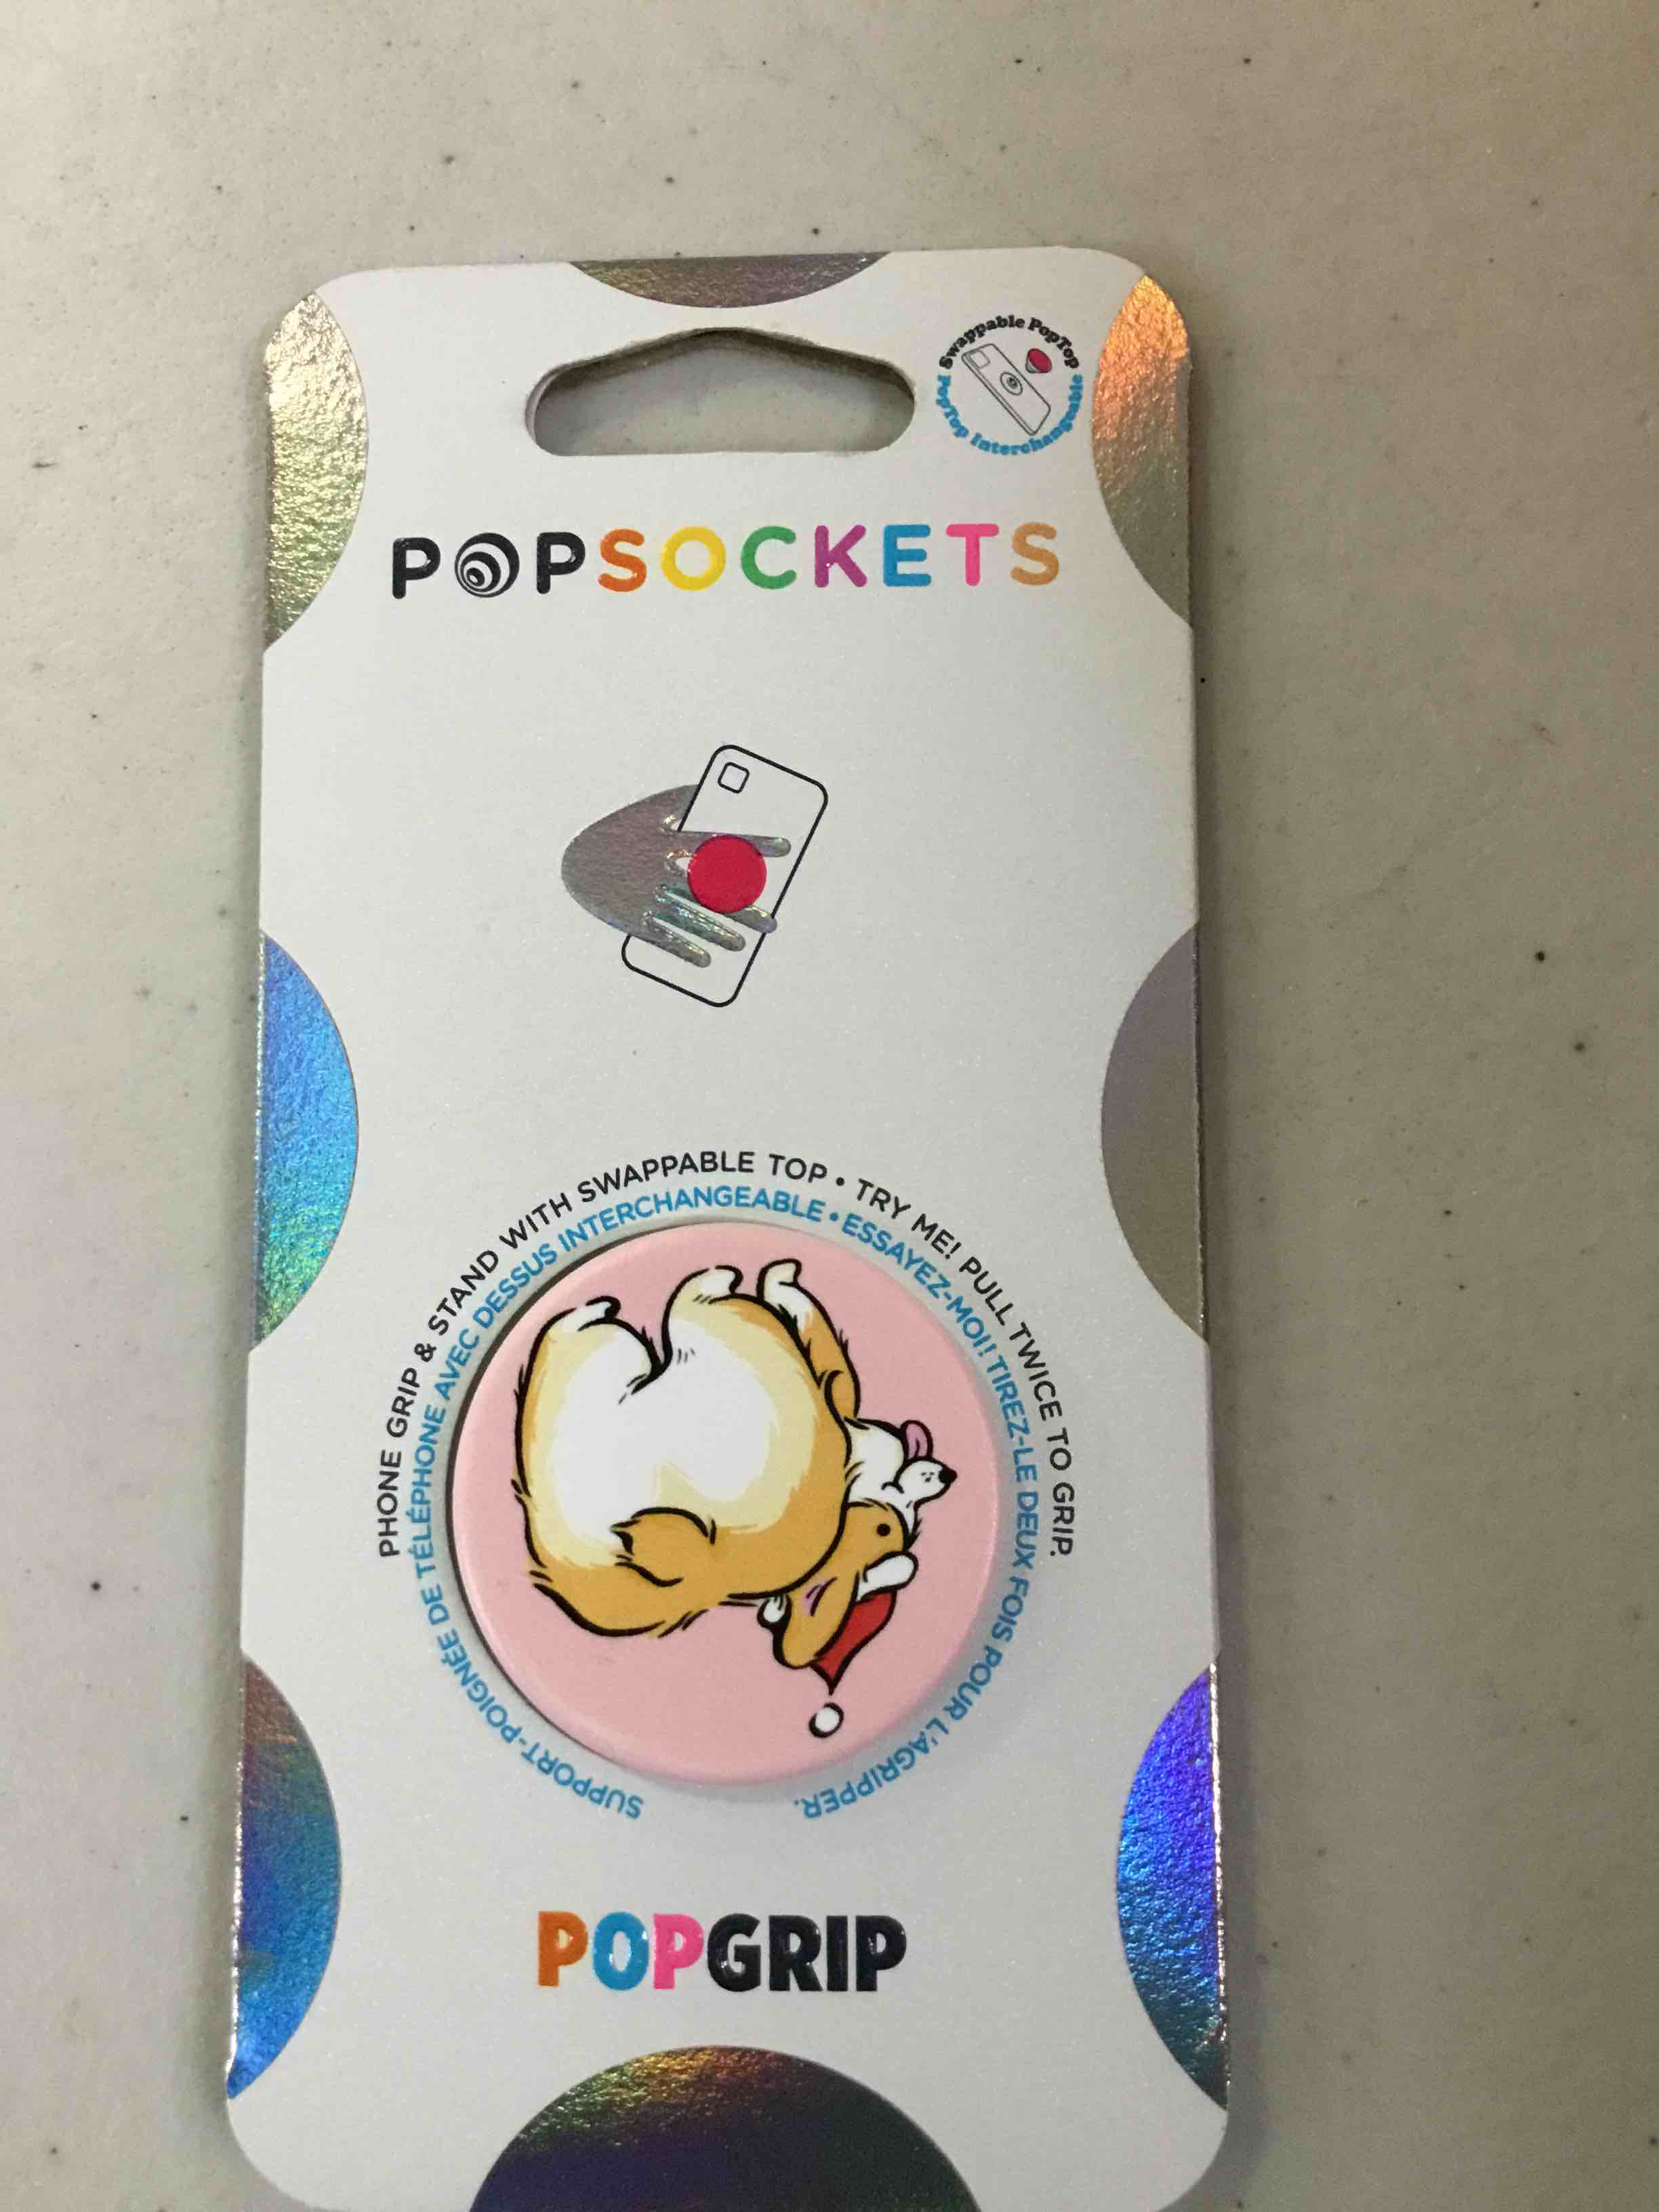 Swappable PopTop
PopTop Interchangeable
POPSOCKETS
PHONE GRIP & STAND WITH SWAPPABLE TOP • TRY ME! PULL TWICE TO GRIP.
SUPPORT-POIGNÉE DE TÉLÉPHONE AVEC DESSUS INTERCHANGEABLE • ESSAYEZ-MOI! TIREZ-LE DEUX FOIS POUR L'AGRIPPER.
POPGRIP